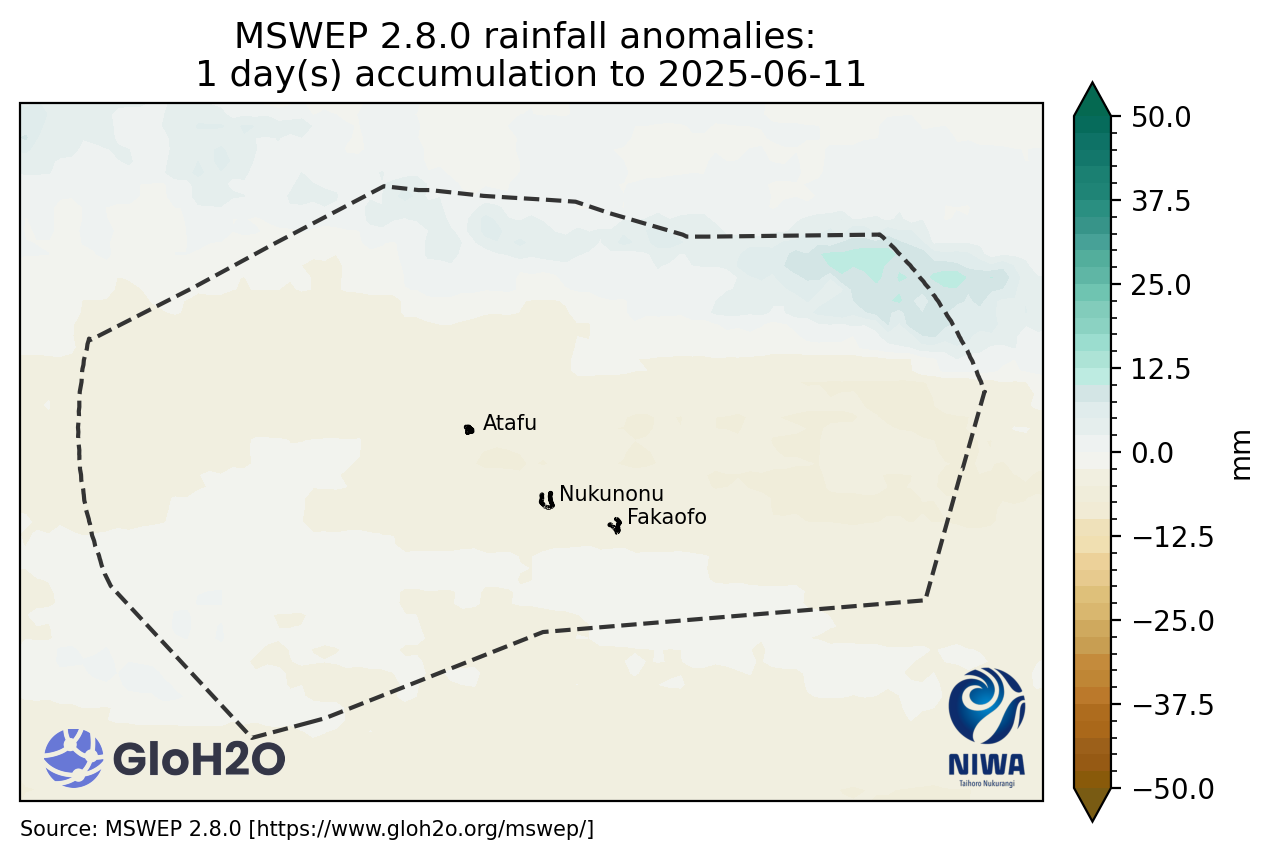 MSWEP 2.8.0 rainfall anomalies:
1 day(s) accumulation to 2025-06-11
50.0
37.5
25.0
12.5
0.0
−12.5
−25.0
−37.5
−50.0
mm
Atafu
Nukunonu
Fakaofo
GloH2O
NIWA
Taihoro Nukurangi
Source: MSWEP 2.8.0 [https://www.gloh2o.org/mswep/]